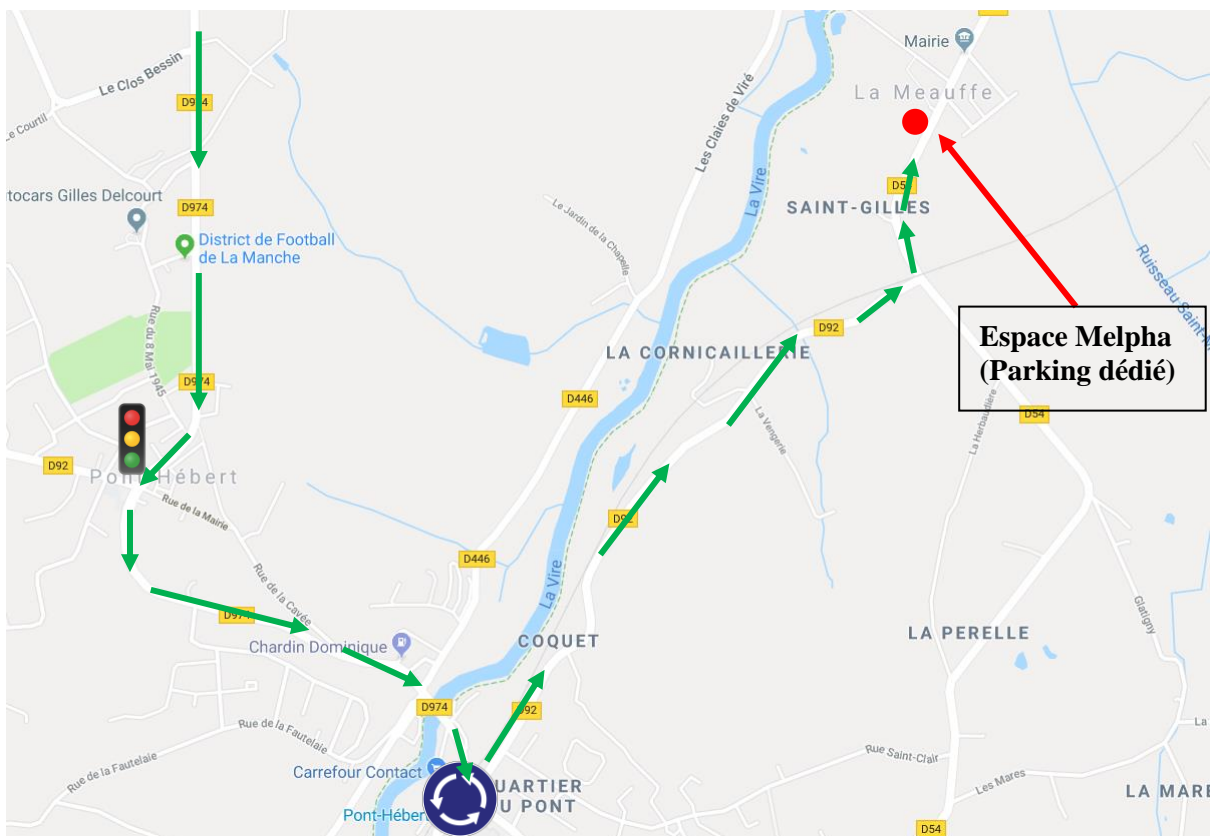 Mairie
La Meauffe
Le Clos Bessin
Le Courtil
D974
Les Claies de Viré
La Vire
D974
tocars Gilles Delcourt
District de Football
de La Manche
Le Jardin de la Chapelle
SAINT-GILLES
Ruisseau Saint-
Rue du 8 Mai 1945
D92
LA CORNICAILLERIE
Espace Melpha
(Parking dédié)
D974
D446
La Vengerie
La Herbaudière
D54
D92
Pont-Hébert
Rue de la Mairie
D92
D446
La Vire
Rue de la Cavée
D974
Chardin Dominique
COQUET
LA PERELLE
Glatigny
D974
D92
Rue de la Fautelaie
Rue Saint-Clair
La
Rue de la Fautelaie
Carrefour Contact
UARTIER
U PONT
Les Mares
LA MARE
Pont-Héber
D54